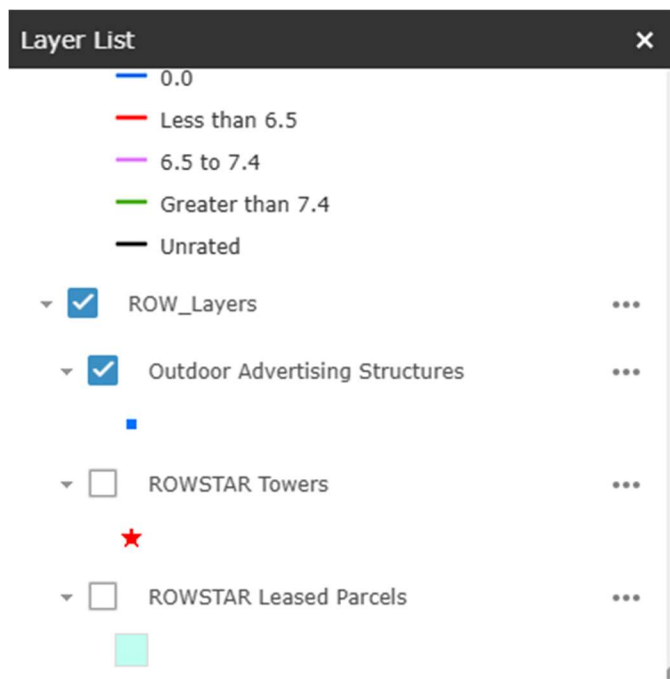 Layer List
0.0
Less than 6.5
6.5 to 7.4
Greater than 7.4
Unrated
ROW_Layers
Outdoor Advertising Structures
ROWSTAR Towers
ROWSTAR Leased Parcels